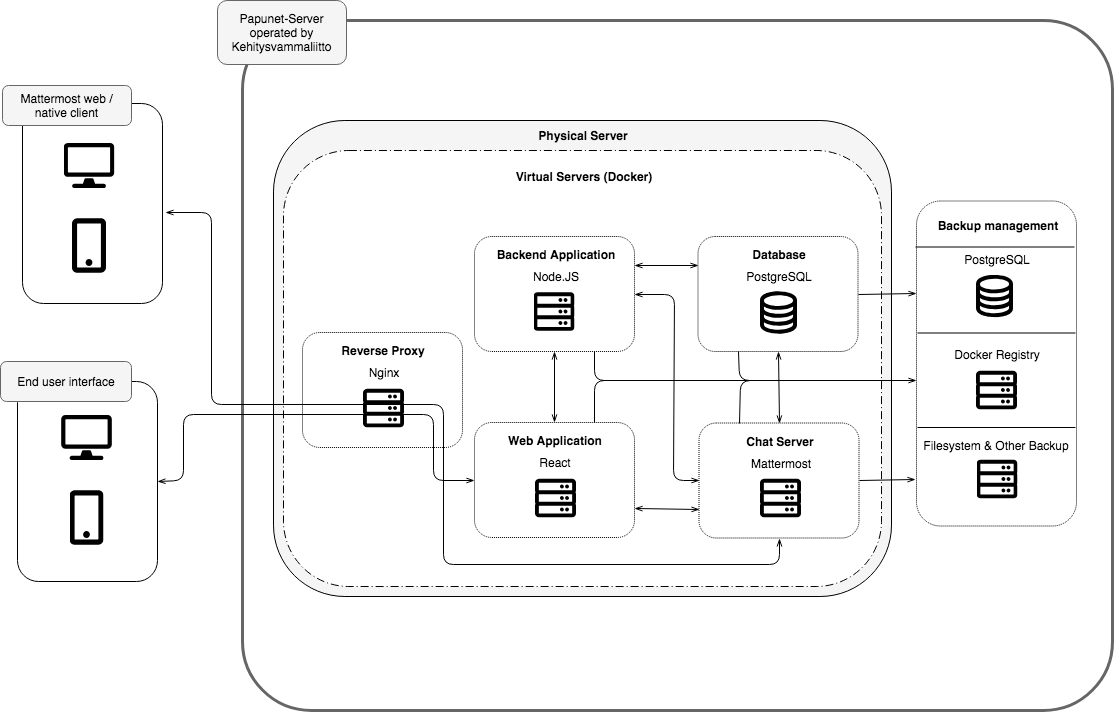 Papunet-Server
operated by
Kehitysvammaliitto
Mattermost web /
native client
End user interface
Physical Server
Virtual Servers (Docker)
Reverse Proxy
Nginx
Backend Application
Node.JS
Database
PostgreSQL
Web Application
React
Chat Server
Mattermost
Backup management
PostgreSQL
Docker Registry
Filesystem & Other Backup